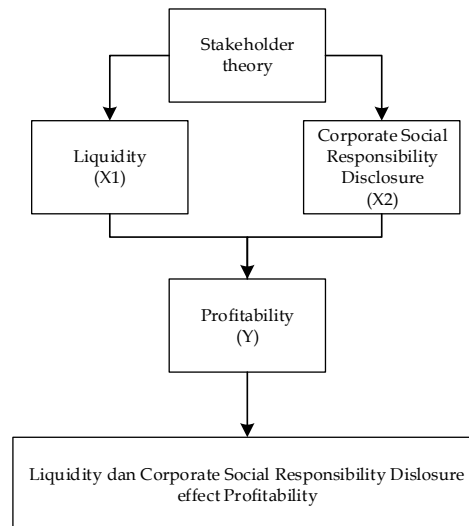 Stakeholder
theory
Liquidity
(X1)
Corporate Social
Responsibility
Disclosure
(X2)
Profitability
(Y)
Liquidity dan Corporate Social Responsibility Dislosure
effect Profitability